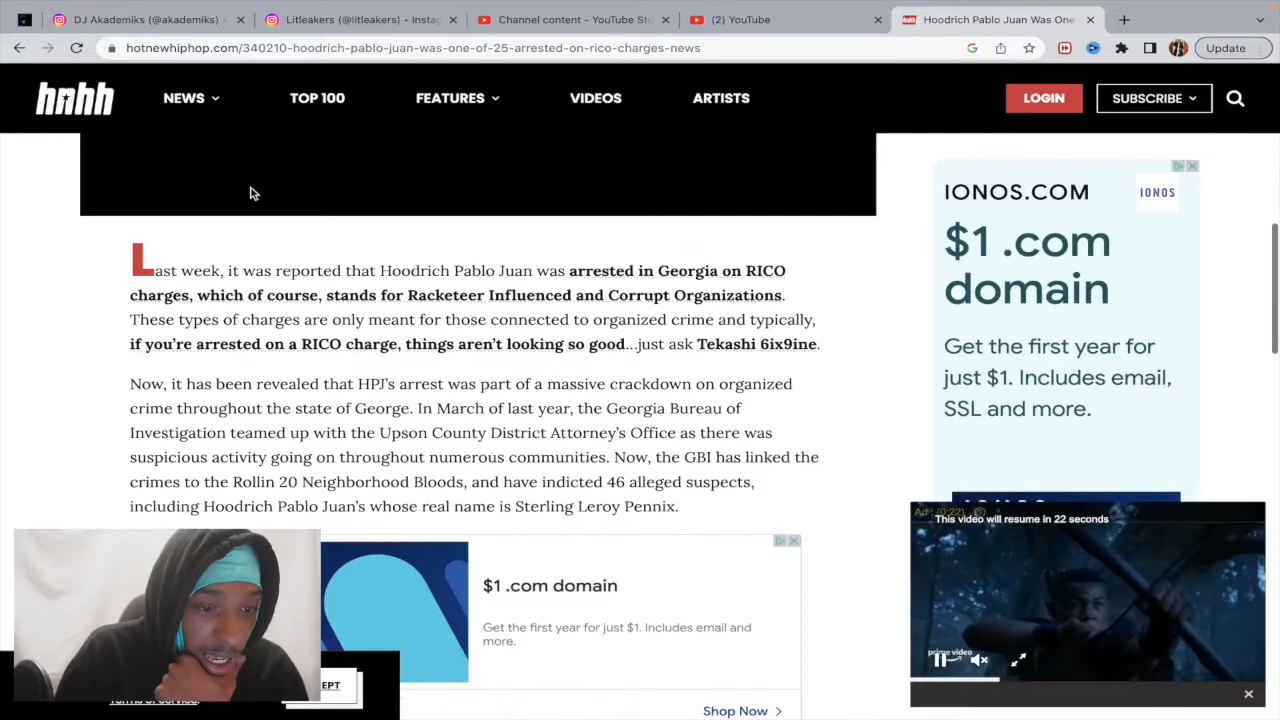 DJ Akademiks (@akademiks) ×
Litleakers (@litleakers) • Insta ×
Channel content – YouTube Stu ×
(2) YouTube ×
Hoodrich Pablo Juan Was One ×
hotnewhiphop.com/340210-hoodrich-pablo-juan-was-one-of-25-arrested-on-rico-charges-news
Update
hnhh
NEWS
TOP 100
FEATURES
VIDEOS
ARTISTS
LOGIN
SUBSCRIBE
Last week, it was reported that Hoodrich Pablo Juan was arrested in Georgia on RICO
charges, which of course, stands for Racketeer Influenced and Corrupt Organizations.
These types of charges are only meant for those connected to organized crime and typically,
if you’re arrested on a RICO charge, things aren’t looking so good…just ask Tekashi 6ix9ine.
Now, it has been revealed that HPJ’s arrest was part of a massive crackdown on organized
crime throughout the state of George. In March of last year, the Georgia Bureau of
Investigation teamed up with the Upson County District Attorney’s Office as there was
suspicious activity going on throughout numerous communities. Now, the GBI has linked the
crimes to the Rollin 20 Neighborhood Bloods, and have indicted 46 alleged suspects,
including Hoodrich Pablo Juan’s whose real name is Sterling Leroy Pennix.
IONOS.COM
IONOS
$1 .com
domain
Get the first year for
just $1. Includes email,
SSL and more.
Ad : (0:22)
This video will resume in 22 seconds
prime video
$1 .com domain
Get the first year for just $1. Includes email and
more.
Shop Now
Terms of Service.